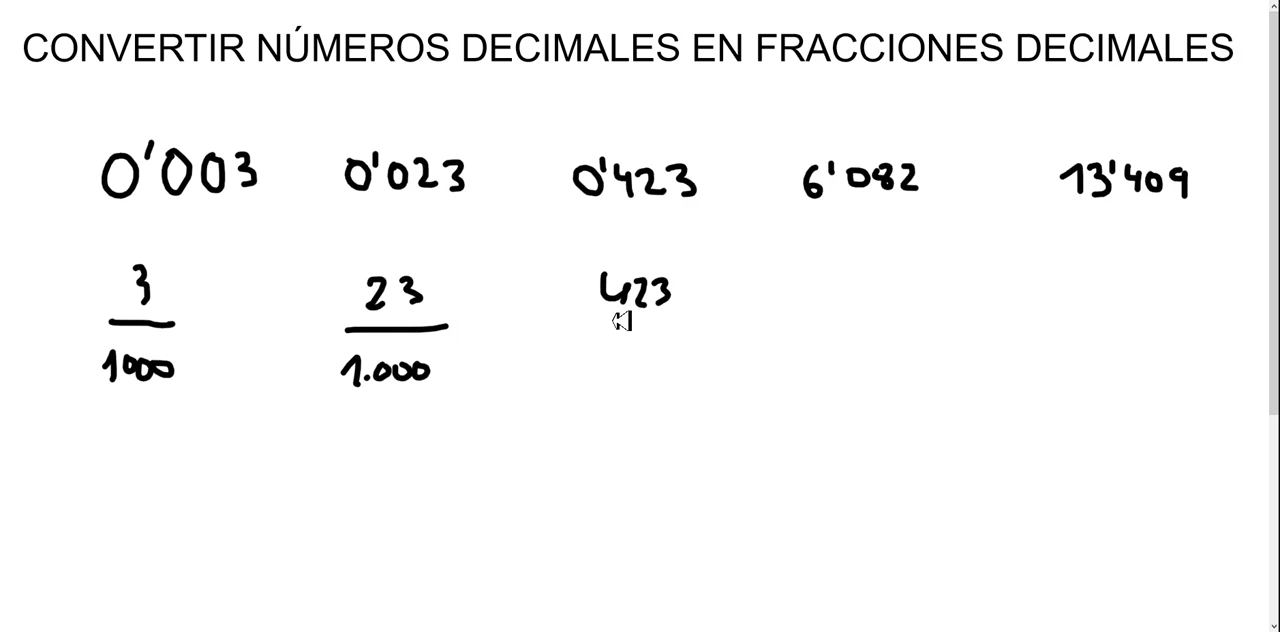 CONVERTIR NÚMEROS DECIMALES EN FRACCIONES DECIMALES
0'003 0'023 0'423 6'082 13'409
3 23 423
1000 1.000